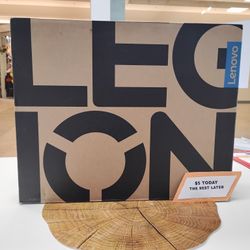 LEG
ION
Lenovo
$5 TODAY
THE REST LATER